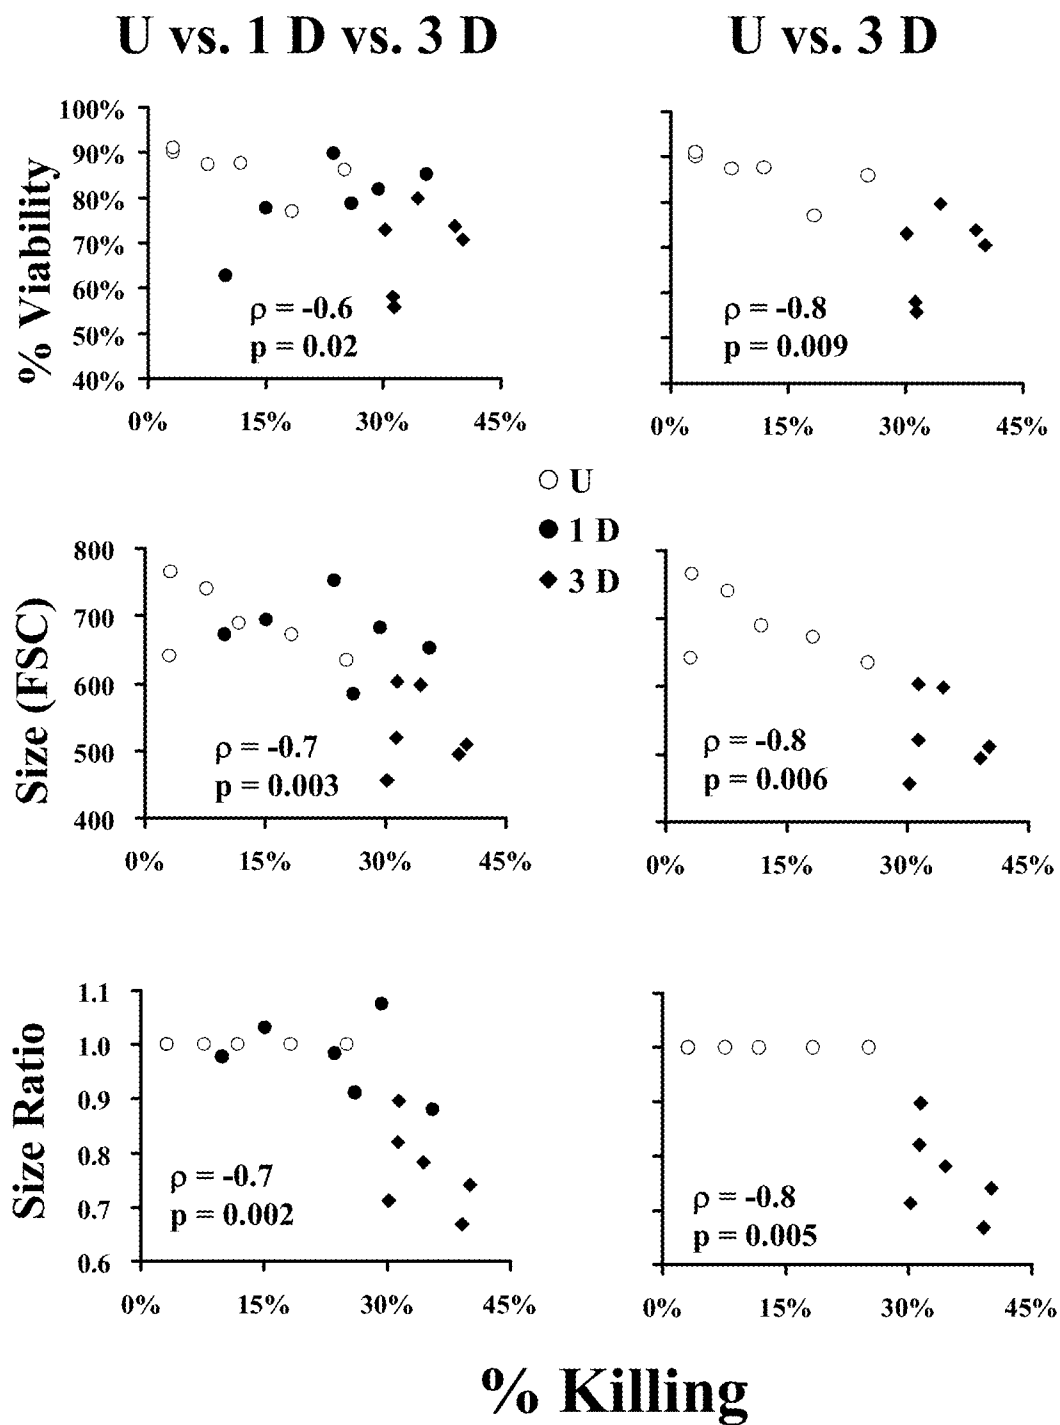 U vs. 1 D vs. 3 D
U vs. 3 D
% Viability
100%
90%
80%
70%
60%
50%
40%
ρ = -0.6
p = 0.02
0%
15%
30%
45%
ρ = -0.8
p = 0.009
0%
15%
30%
45%
U
1 D
3 D
Size (FSC)
800
700
600
500
400
ρ = -0.7
p = 0.003
0%
15%
30%
45%
ρ = -0.8
p = 0.006
0%
15%
30%
45%
Size Ratio
1.1
1.0
0.9
0.8
0.7
0.6
ρ = -0.7
p = 0.002
0%
15%
30%
45%
ρ = -0.8
p = 0.005
0%
15%
30%
45%
% Killing